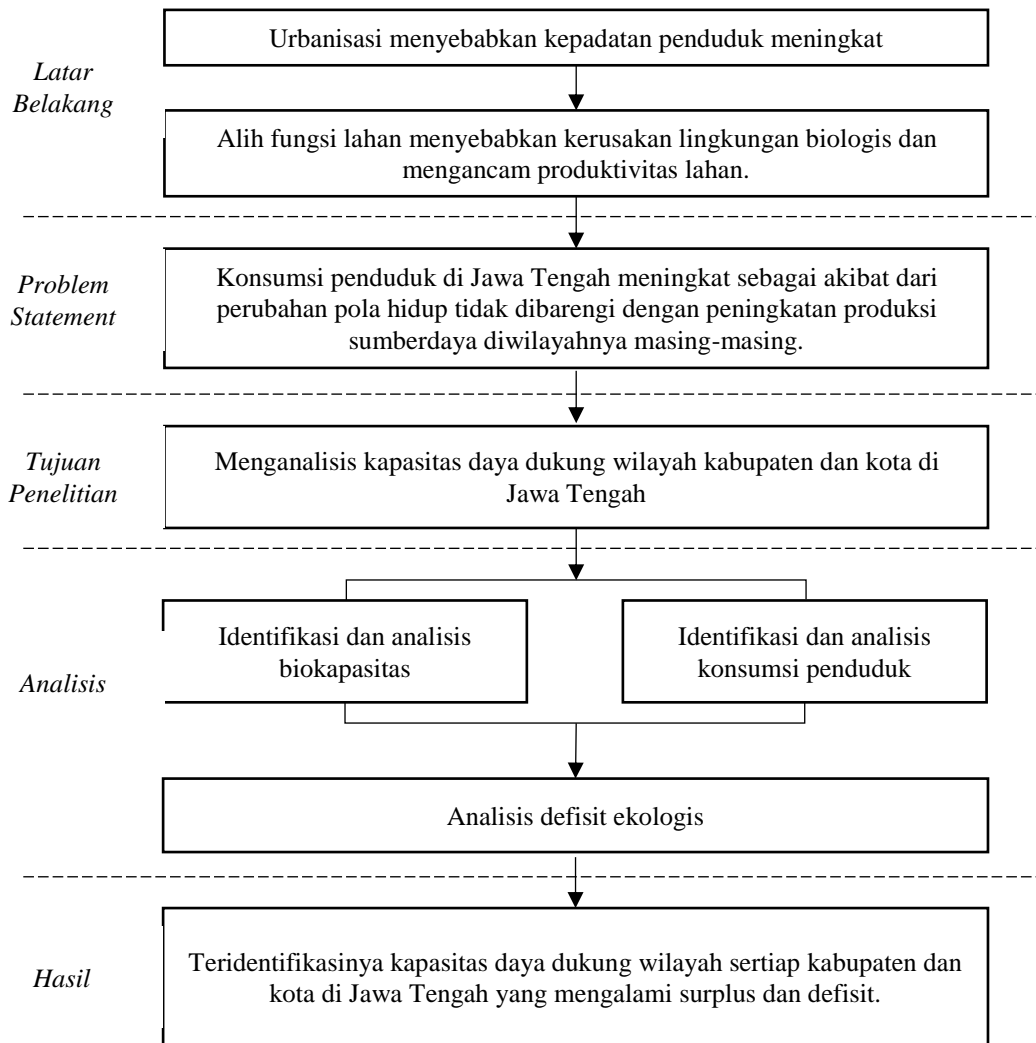 Urbanisasi menyebabkan kepadatan penduduk meningkat
Latar
Belakang
Alih fungsi lahan menyebabkan kerusakan lingkungan biologis dan
mengancam produktivitas lahan.
Problem
Statement
Konsumsi penduduk di Jawa Tengah meningkat sebagai akibat dari
perubahan pola hidup tidak dibarengi dengan peningkatan produksi
sumberdaya diwilayahnya masing-masing.
Tujuan
Penelitian
Menganalisis kapasitas daya dukung wilayah kabupaten dan kota di
Jawa Tengah
Analisis
Identifikasi dan analisis
biokapasitas
Identifikasi dan analisis
konsumsi penduduk
Analisis defisit ekologis
Hasil
Teridentifikasinya kapasitas daya dukung wilayah sertiap kabupaten dan
kota di Jawa Tengah yang mengalami surplus dan defisit.